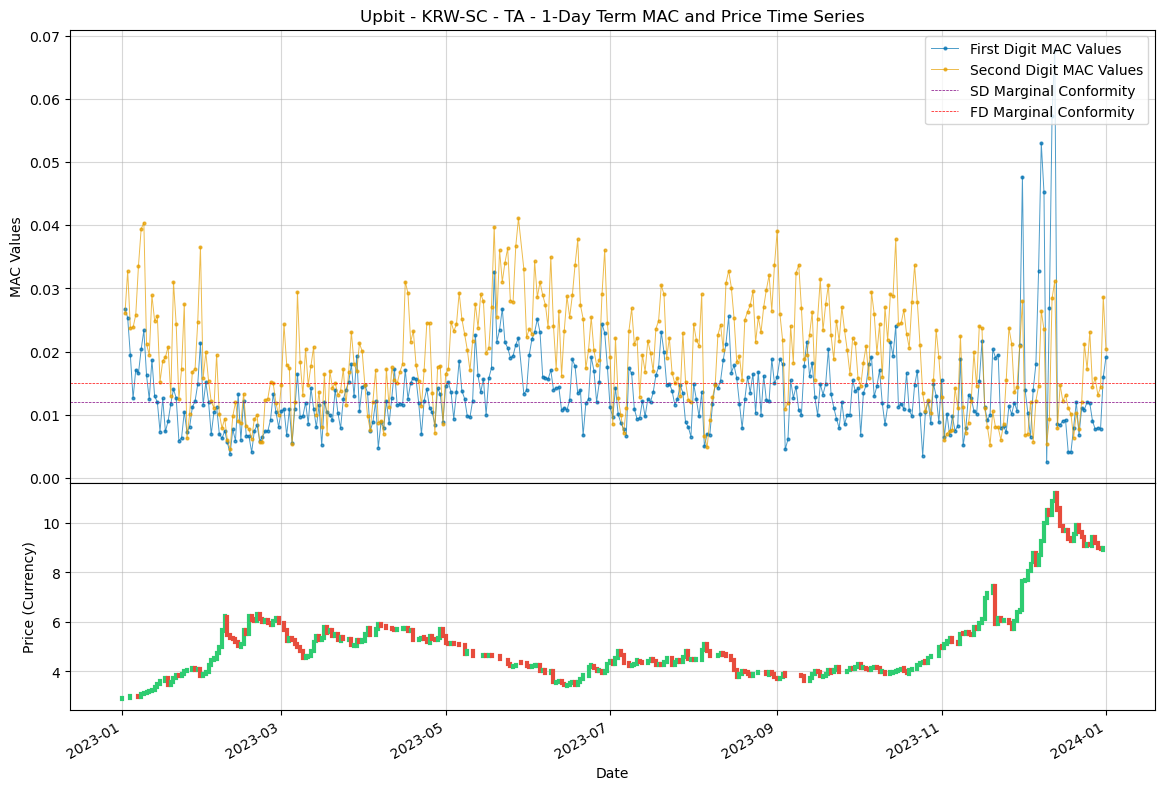 Upbit - KRW-SC - TA - 1-Day Term MAC and Price Time Series
0.07
0.06
0.05
0.04
0.03
0.02
0.01
0.00
MAC Values
First Digit MAC Values
Second Digit MAC Values
SD Marginal Conformity
FD Marginal Conformity
10
8
6
4
Price (Currency)
2023-01
2023-03
2023-05
2023-07
2023-09
2023-11
2024-01
Date